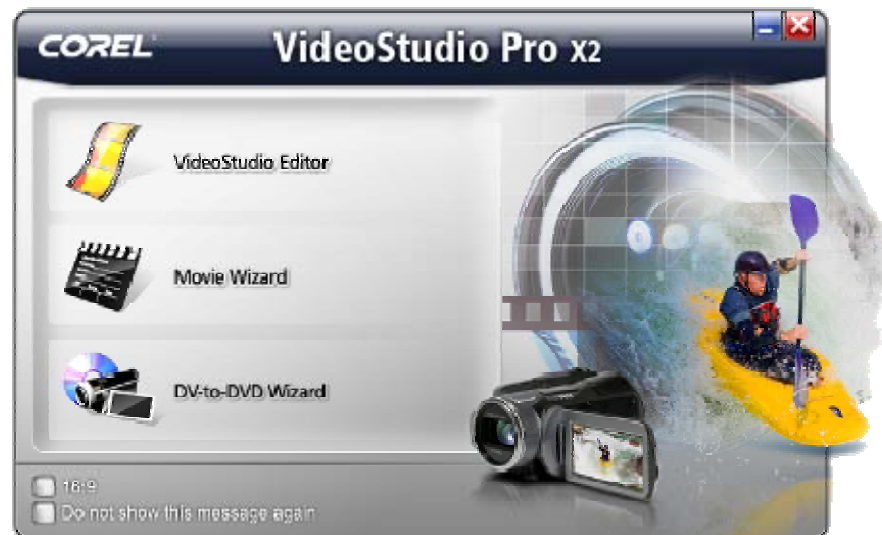 COREL
VideoStudio Pro X2
VideoStudio Editor
Movie Wizard
DV-to-DVD Wizard
16:9
Do not show this message again